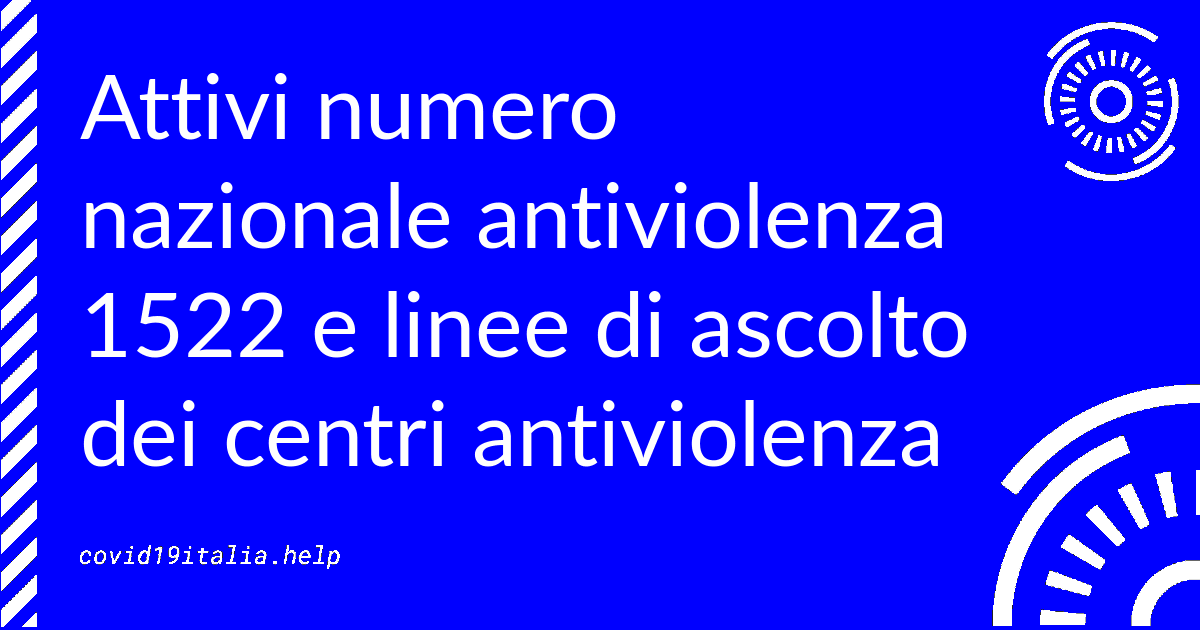 Attivi numero
nazionale antiviolenza
1522 e linee di ascolto
dei centri antiviolenza
covid19italia.help